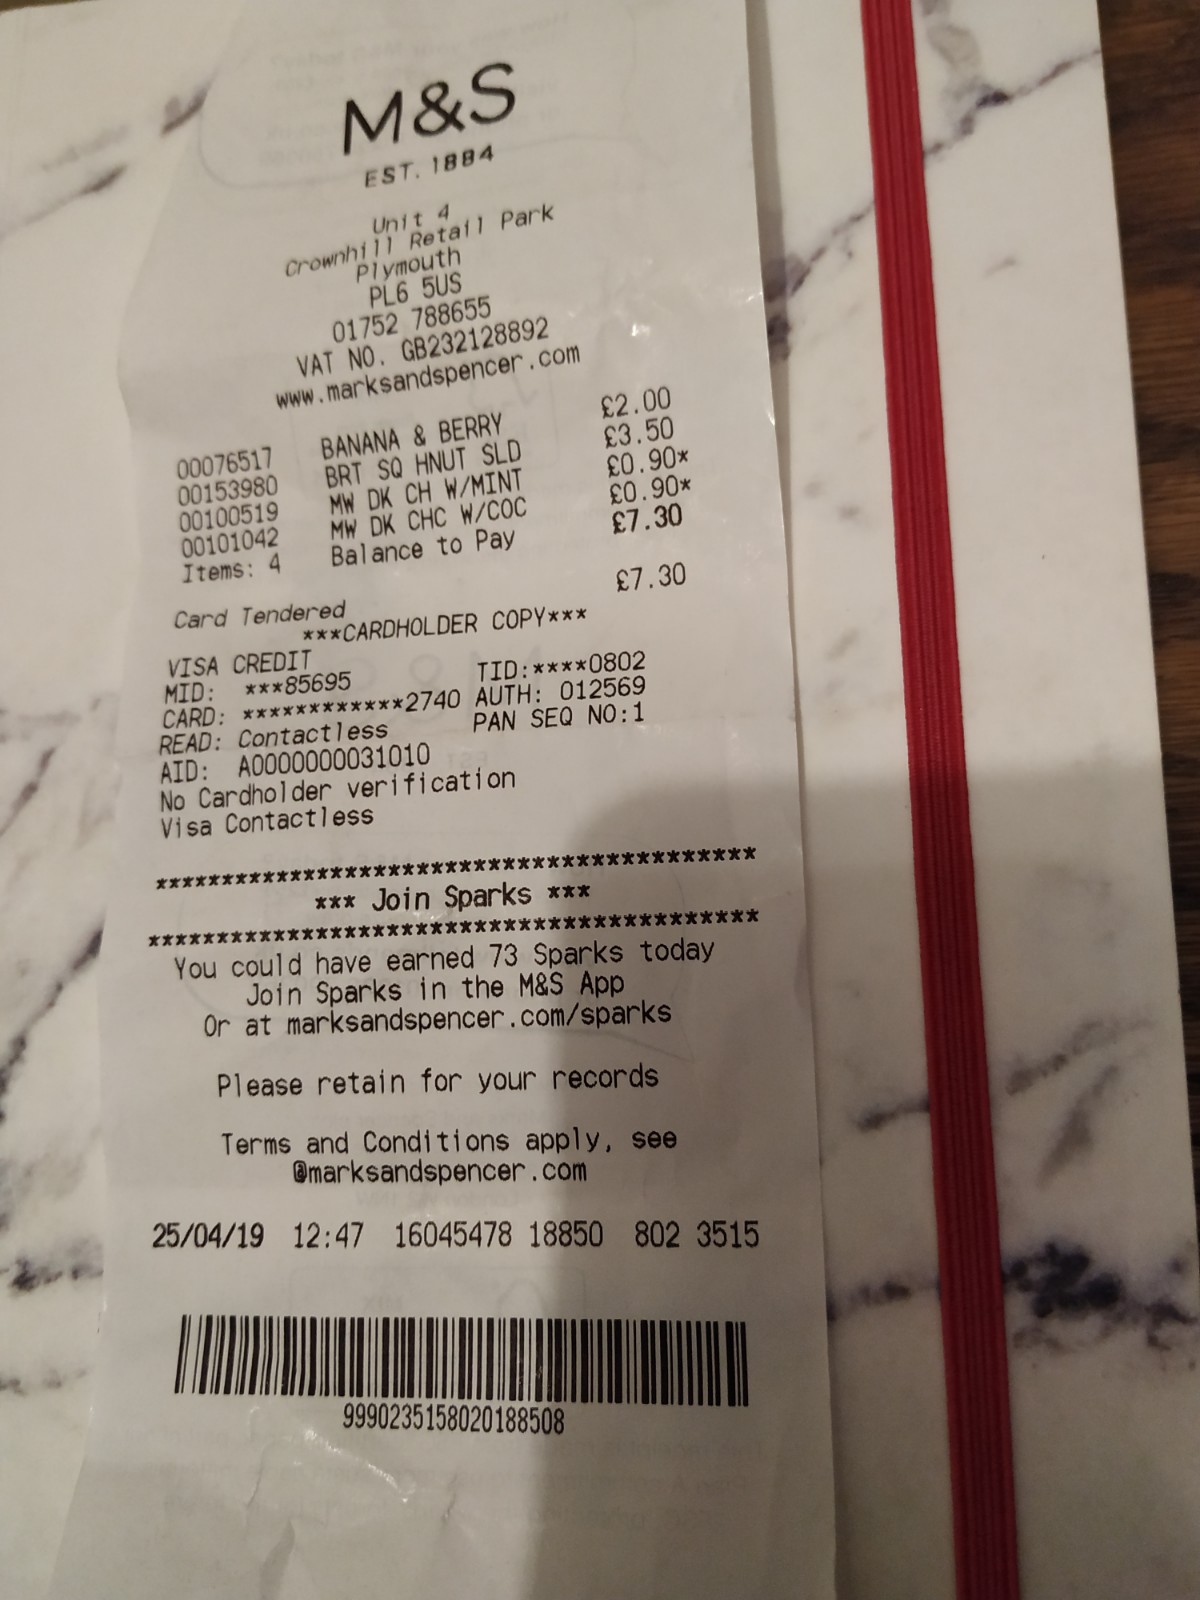 M&S
EST. 1884
Unit 4
Crownhill Retail Park
Plymouth
PL6 5US
01752 788655
VAT NO. GB232128892
www.marksandspencer.com
00076517 BANANA & BERRY £2.00
00153980 BRT SQ HNUT SLD £3.50
00100519 MW DK CH W/MINT £0.90*
00101042 MW DK CHC W/COC £0.90*
Items: 4 Balance to Pay £7.30
Card Tendered £7.30
***CARDHOLDER COPY***
VISA CREDIT
MID: ***85695 TID:****0802
CARD: ************2740 AUTH: 012569
READ: Contactless PAN SEQ NO:1
AID: A0000000031010
No Cardholder verification
Visa Contactless
******************************************
*** Join Sparks ***
******************************************
You could have earned 73 Sparks today
Join Sparks in the M&S App
Or at marksandspencer.com/sparks
Please retain for your records
Terms and Conditions apply, see
@marksandspencer.com
25/04/19 12:47 16045478 18850 802 3515
9990235158020188508